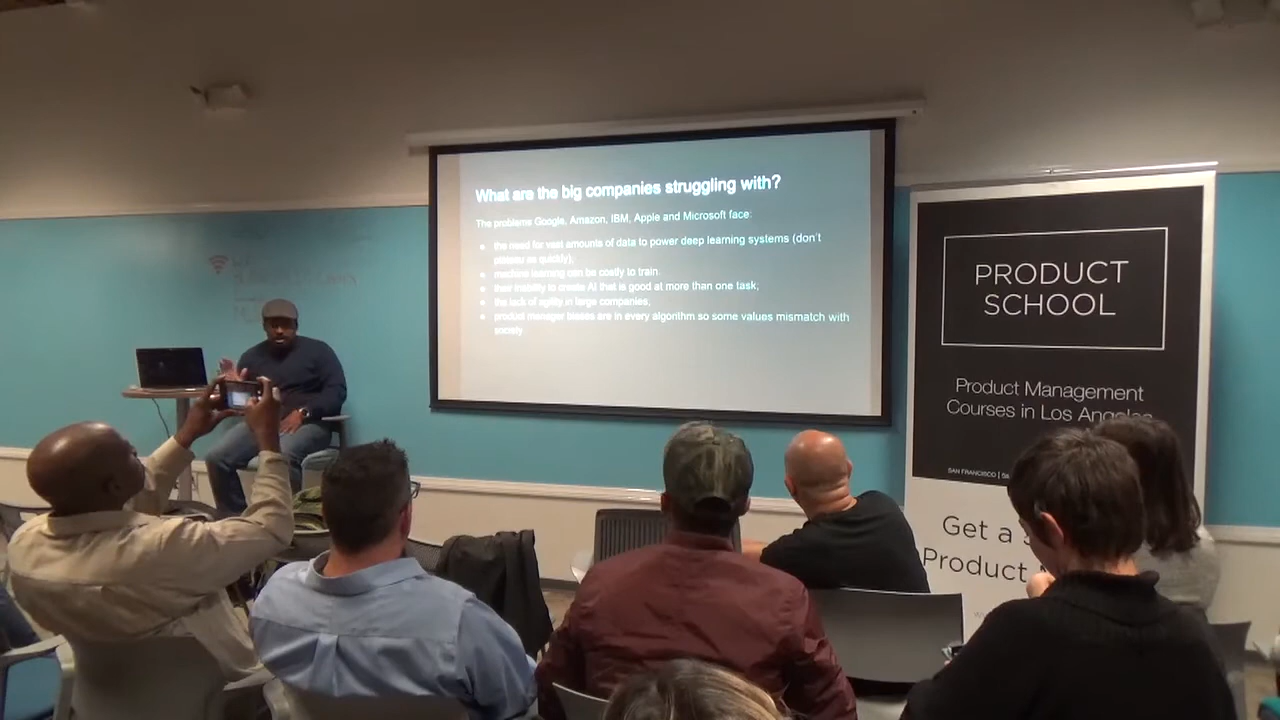 What are the big companies struggling with?
The problems Google, Amazon, IBM, Apple and Microsoft face:
● the need for vast amounts of data to power deep learning systems (don't
plateau as quickly);
● machine learning can be costly to train.
● their inability to create AI that is good at more than one task;
● the lack of agility in large companies;
● product manager biases are in every algorithm so some values mismatch with
society
PRODUCT
SCHOOL
Product Management
Courses in Los Angeles
SAN FRANCISCO |
Get a
Product